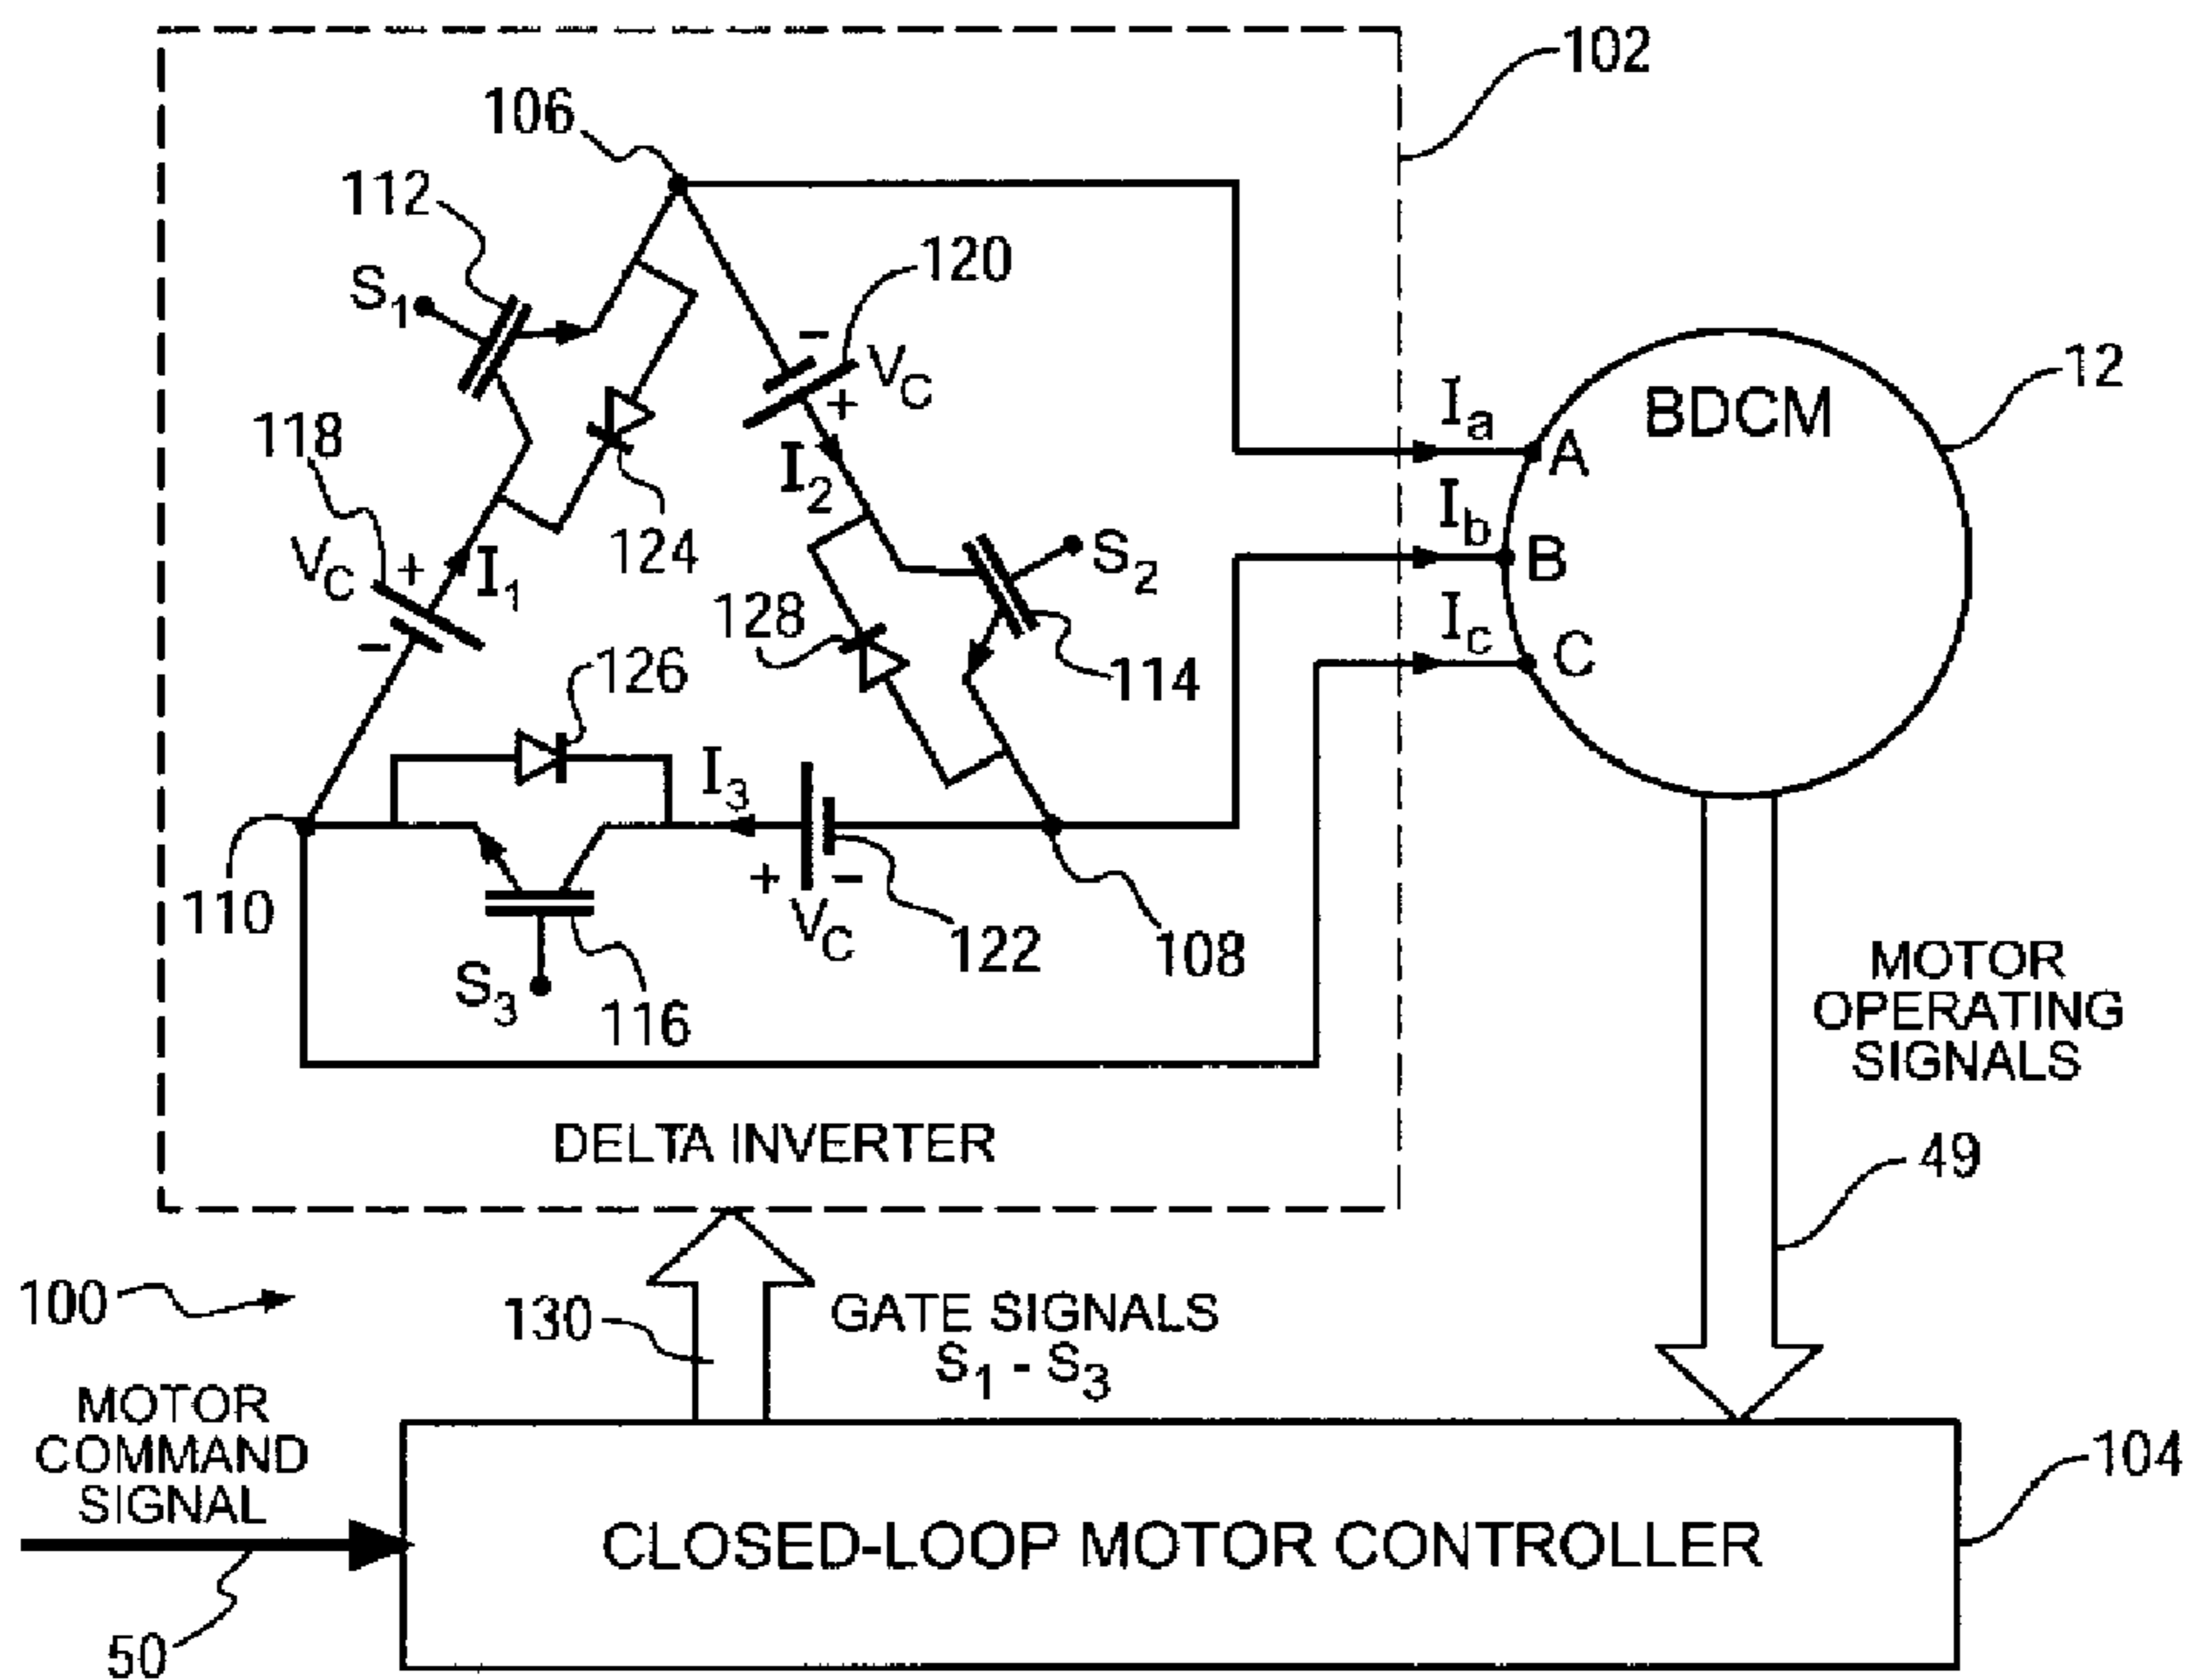 102
106
112
120
S1
VC
-
+
Ia
A
BDCM
12
118
I2
Ib
B
VC
+
-
I1
124
S2
128
Ic
C
114
126
I3
110
+
-
VC
122
108
S3
116
MOTOR
OPERATING
SIGNALS
DELTA INVERTER
49
100
130
GATE SIGNALS
S1 - S3
MOTOR
COMMAND
SIGNAL
104
CLOSED-LOOP MOTOR CONTROLLER
50